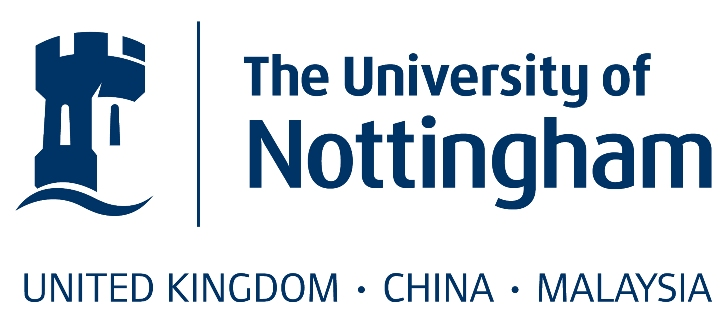 The University of
Nottingham
UNITED KINGDOM · CHINA · MALAYSIA